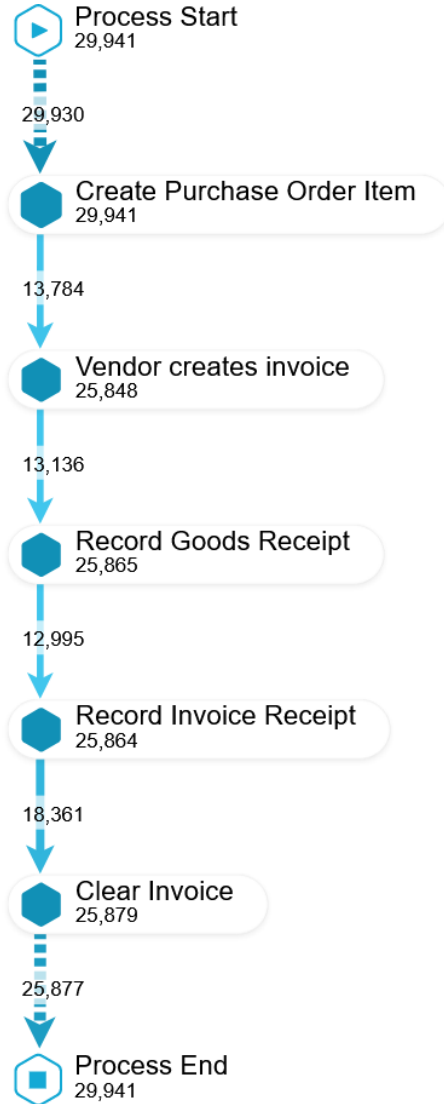 Process Start
29,941
29,930
Create Purchase Order Item
29,941
13,784
Vendor creates invoice
25,848
13,136
Record Goods Receipt
25,865
12,995
Record Invoice Receipt
25,864
18,361
Clear Invoice
25,879
25,877
Process End
29,941